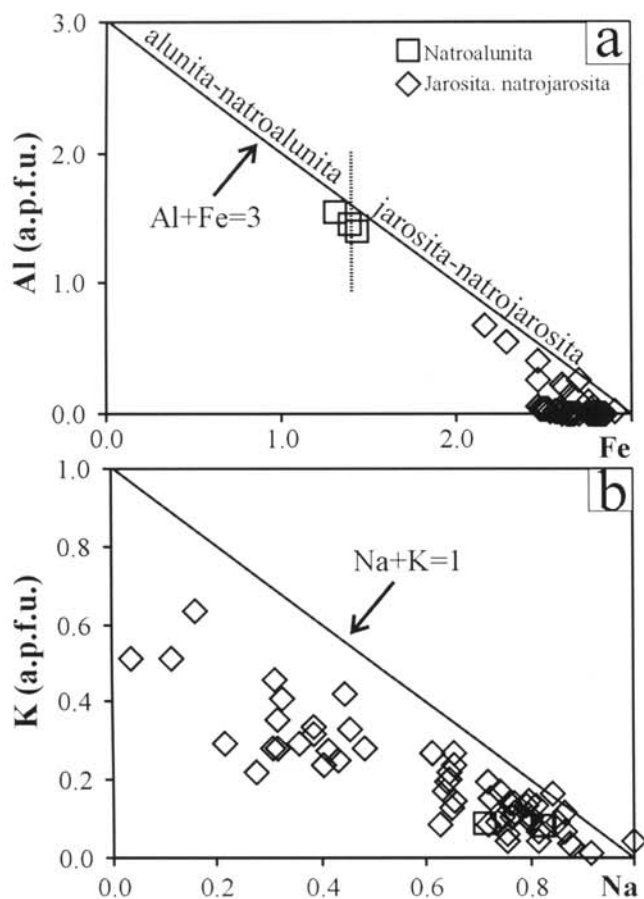 3.0
a
Natroalunita
Jarosita. natrojarosita
alunita-natroalunita
2.0
Al+Fe=3
jarosita-natrojarosita
Al (a.p.f.u.)
1.0
0.0
0.0
1.0
2.0
Fe
1.0
b
0.8
Na+K=1
0.6
K (a.p.f.u.)
0.4
0.2
0.0
0.0
0.2
0.4
0.6
0.8
Na